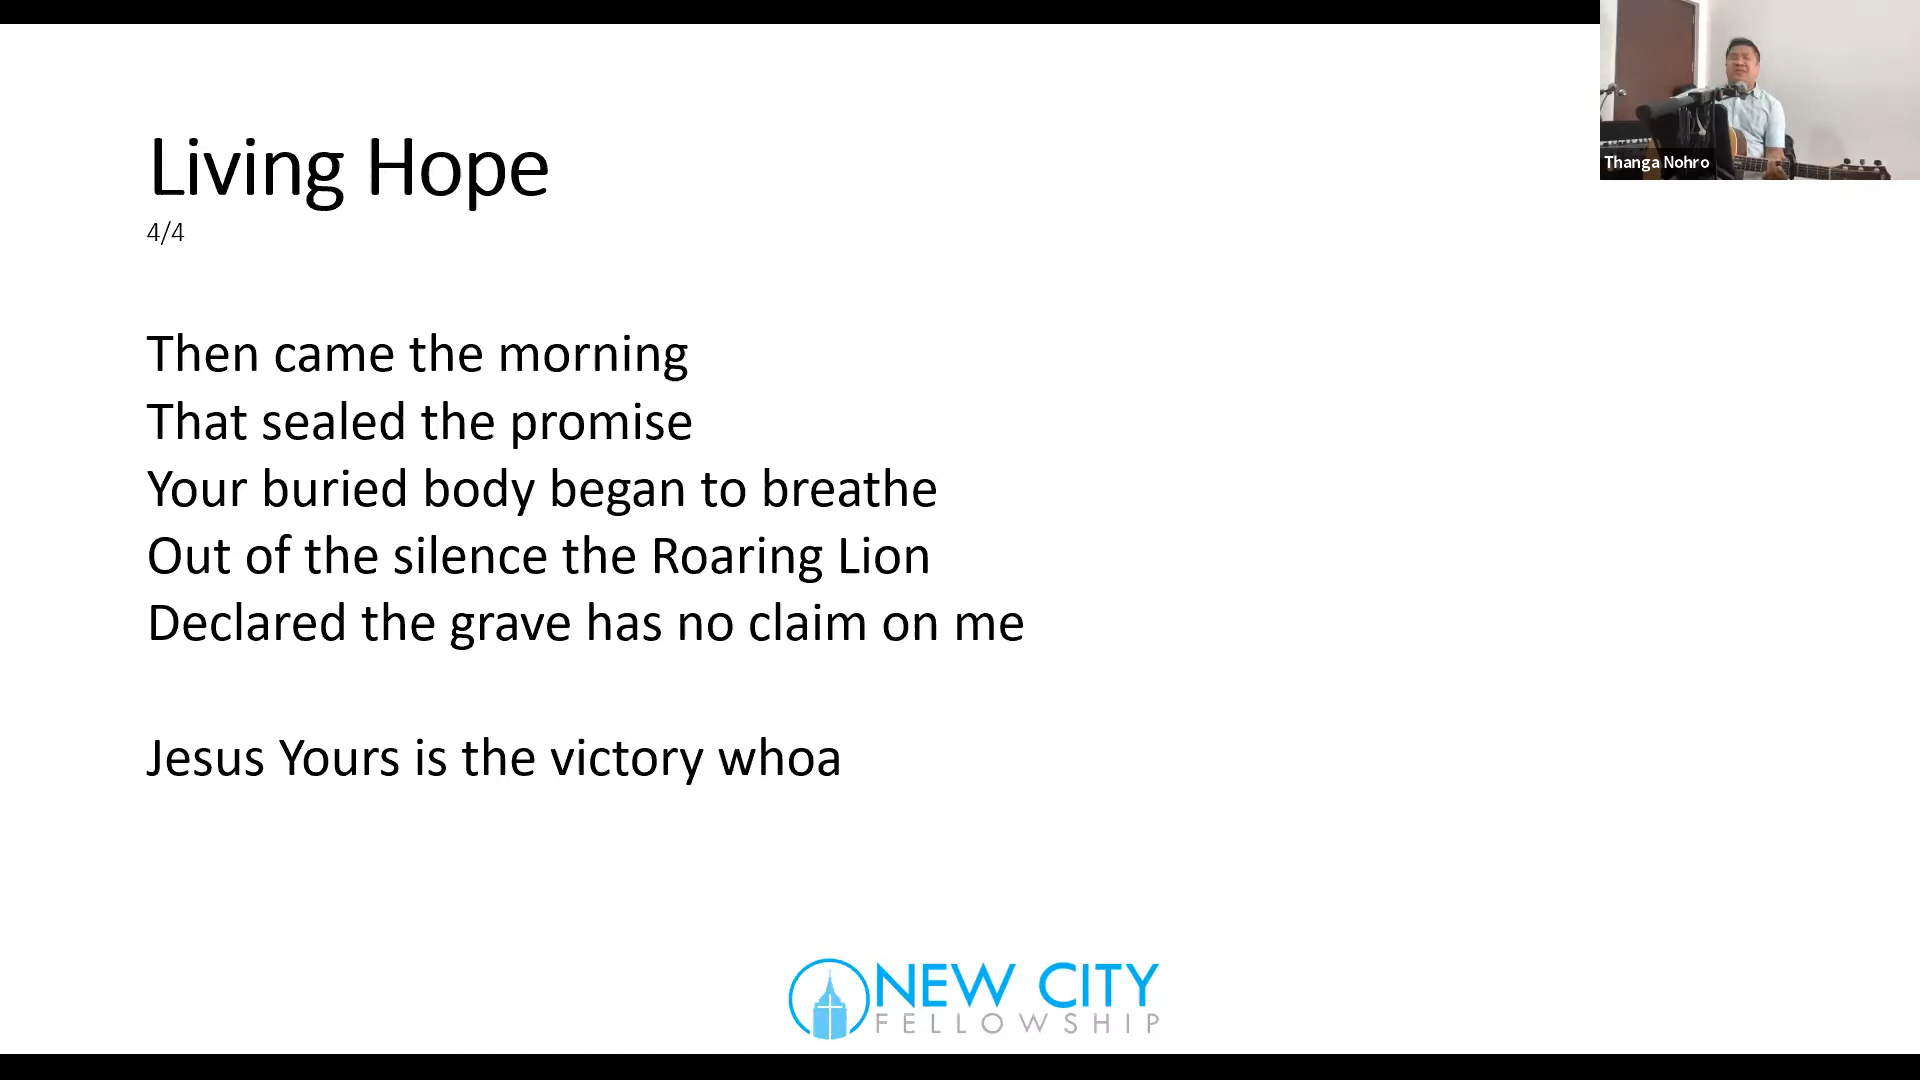 Living Hope
4/4
Then came the morning
That sealed the promise
Your buried body began to breathe
Out of the silence the Roaring Lion
Declared the grave has no claim on me
Jesus Yours is the victory whoa
Thanga Nohro
NEW CITY
FELLOWSHIP